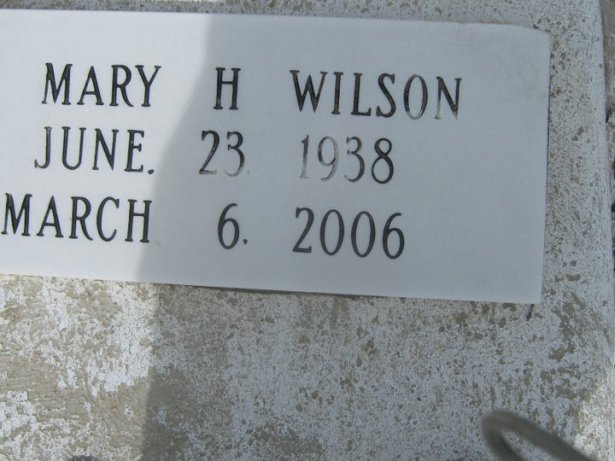 MARY H WILSON
JUNE. 23 1938
MARCH 6. 2006